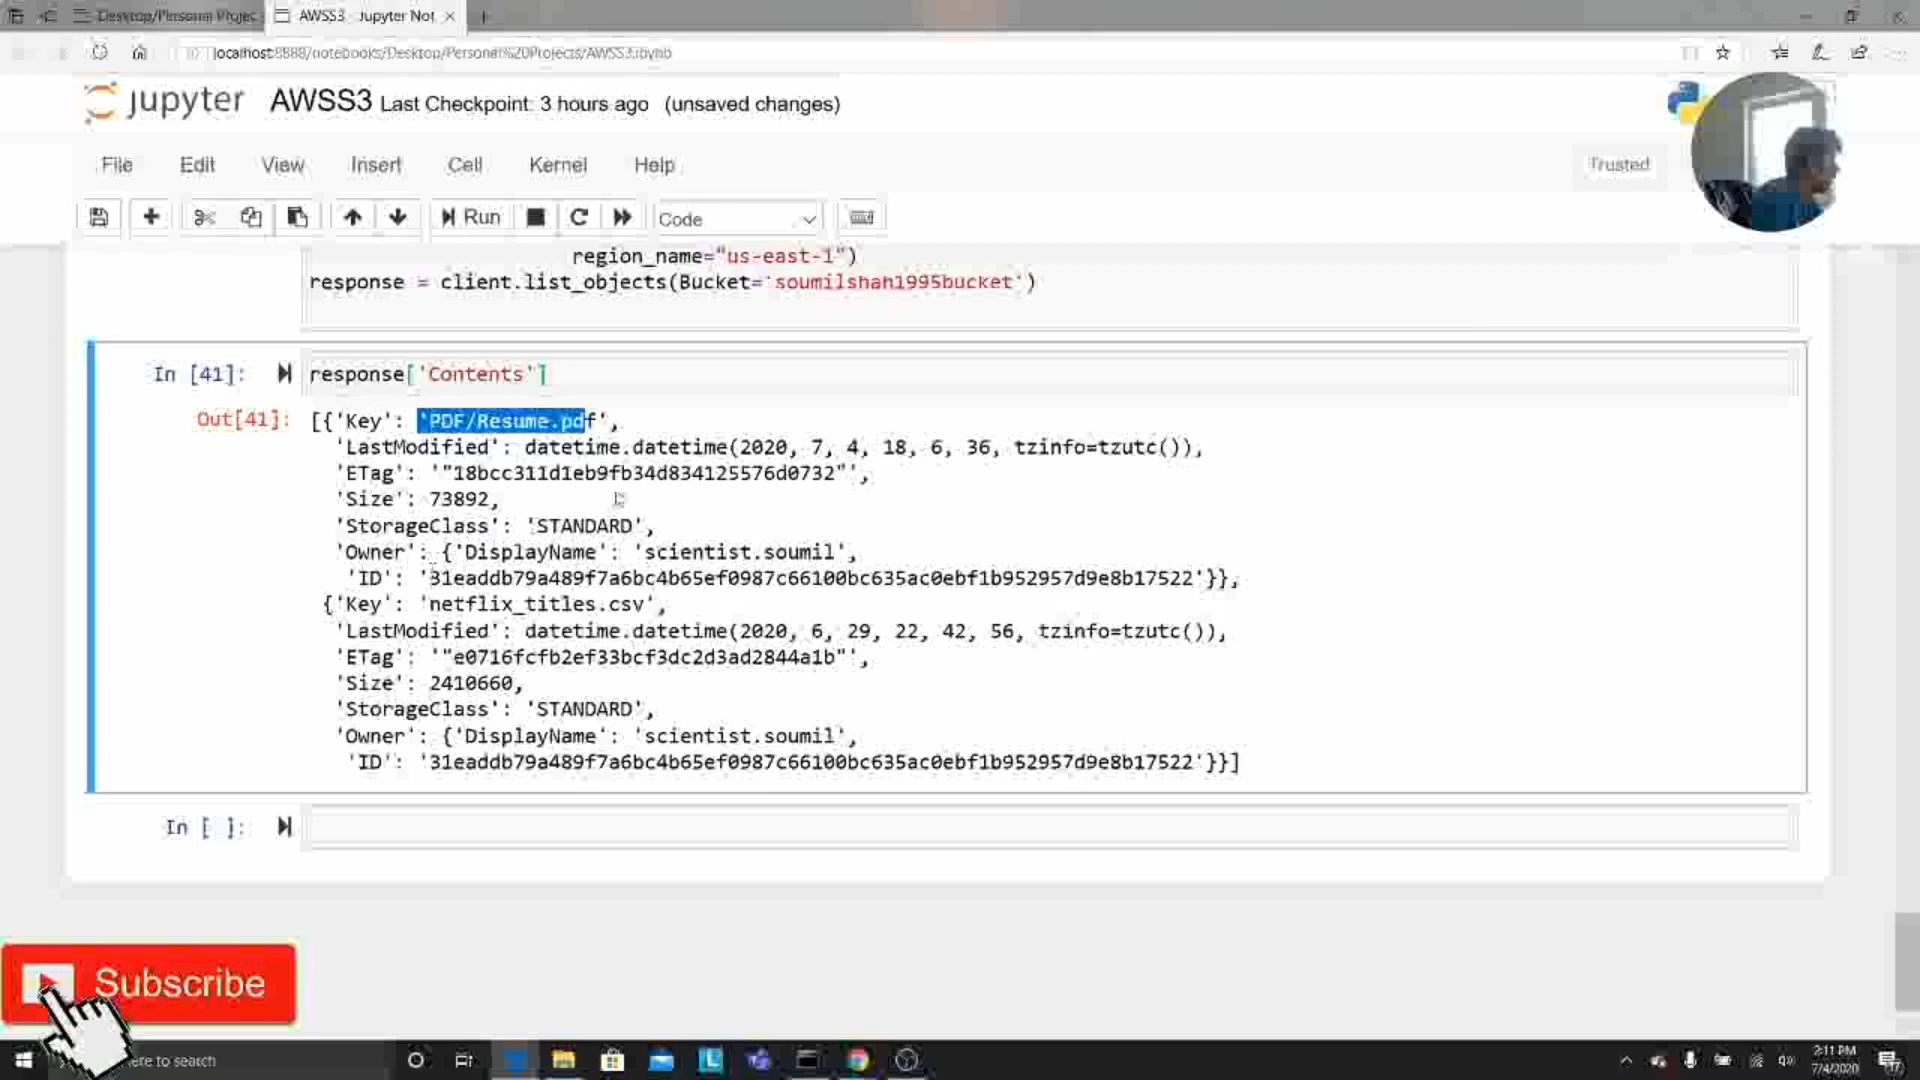 Desktop/Personal Projec
AWSS3 - Jupyter Not
localhost:8888/notebooks/Desktop/Personal%20Projects/AWSS3.ipynb
jupyter AWSS3 Last Checkpoint: 3 hours ago (unsaved changes)
File Edit View Insert Cell Kernel Help Trusted
Run Code
region_name="us-east-1")
response = client.list_objects(Bucket='soumilshah1995bucket')
In [41]: response['Contents']
Out[41]: [{'Key': 'PDF/Resume.pdf',
'LastModified': datetime.datetime(2020, 7, 4, 18, 6, 36, tzinfo=tzutc()),
'ETag': '"18bcc311d1eb9fb34d834125576d0732"',
'Size': 73892,
'StorageClass': 'STANDARD',
'Owner': {'DisplayName': 'scientist.soumil',
'ID': '31eaddb79a489f7a6bc4b65ef0987c66100bc635ac0ebf1b952957d9e8b17522'}},
{'Key': 'netflix_titles.csv',
'LastModified': datetime.datetime(2020, 6, 29, 22, 42, 56, tzinfo=tzutc()),
'ETag': '"e0716fcfb2ef33bcf3dc2d3ad2844a1b"',
'Size': 2410660,
'StorageClass': 'STANDARD',
'Owner': {'DisplayName': 'scientist.soumil',
'ID': '31eaddb79a489f7a6bc4b65ef0987c66100bc635ac0ebf1b952957d9e8b17522'}}]
In [ ]:
Subscribe
ere to search
2:11 PM
7/4/2020